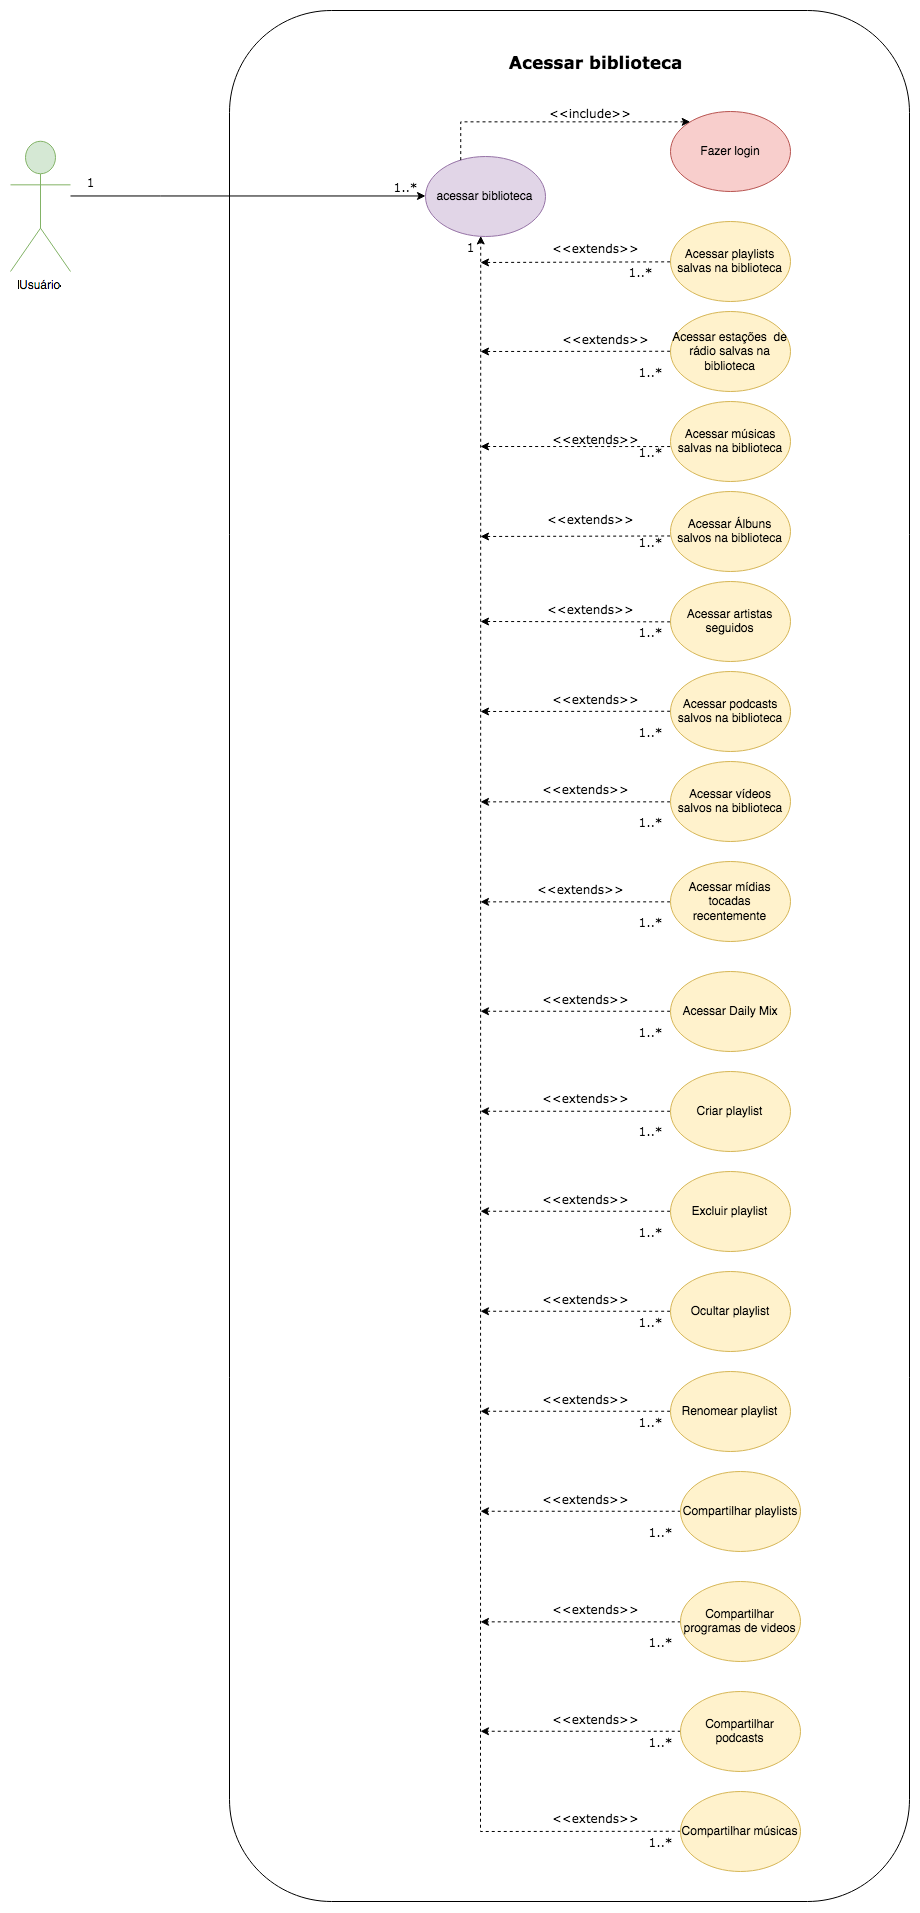 Acessar biblioteca
<<include>>
Fazer login
1
1..*
acessar biblioteca
Usuário
1
<<extends>>
1..*
Acessar playlists
salvas na biblioteca
<<extends>>
1..*
Acessar estações de
rádio salvas na
biblioteca
<<extends>>
1..*
Acessar músicas
salvas na biblioteca
<<extends>>
1..*
Acessar Álbuns
salvos na biblioteca
<<extends>>
1..*
Acessar artistas
seguidos
<<extends>>
1..*
Acessar podcasts
salvos na biblioteca
<<extends>>
1..*
Acessar vídeos
salvos na biblioteca
<<extends>>
1..*
Acessar mídias
tocadas
recentemente
<<extends>>
1..*
Acessar Daily Mix
<<extends>>
1..*
Criar playlist
<<extends>>
1..*
Excluir playlist
<<extends>>
1..*
Ocultar playlist
<<extends>>
1..*
Renomear playlist
<<extends>>
1..*
Compartilhar playlists
<<extends>>
1..*
Compartilhar
programas de videos
<<extends>>
1..*
Compartilhar
podcasts
<<extends>>
1..*
Compartilhar músicas